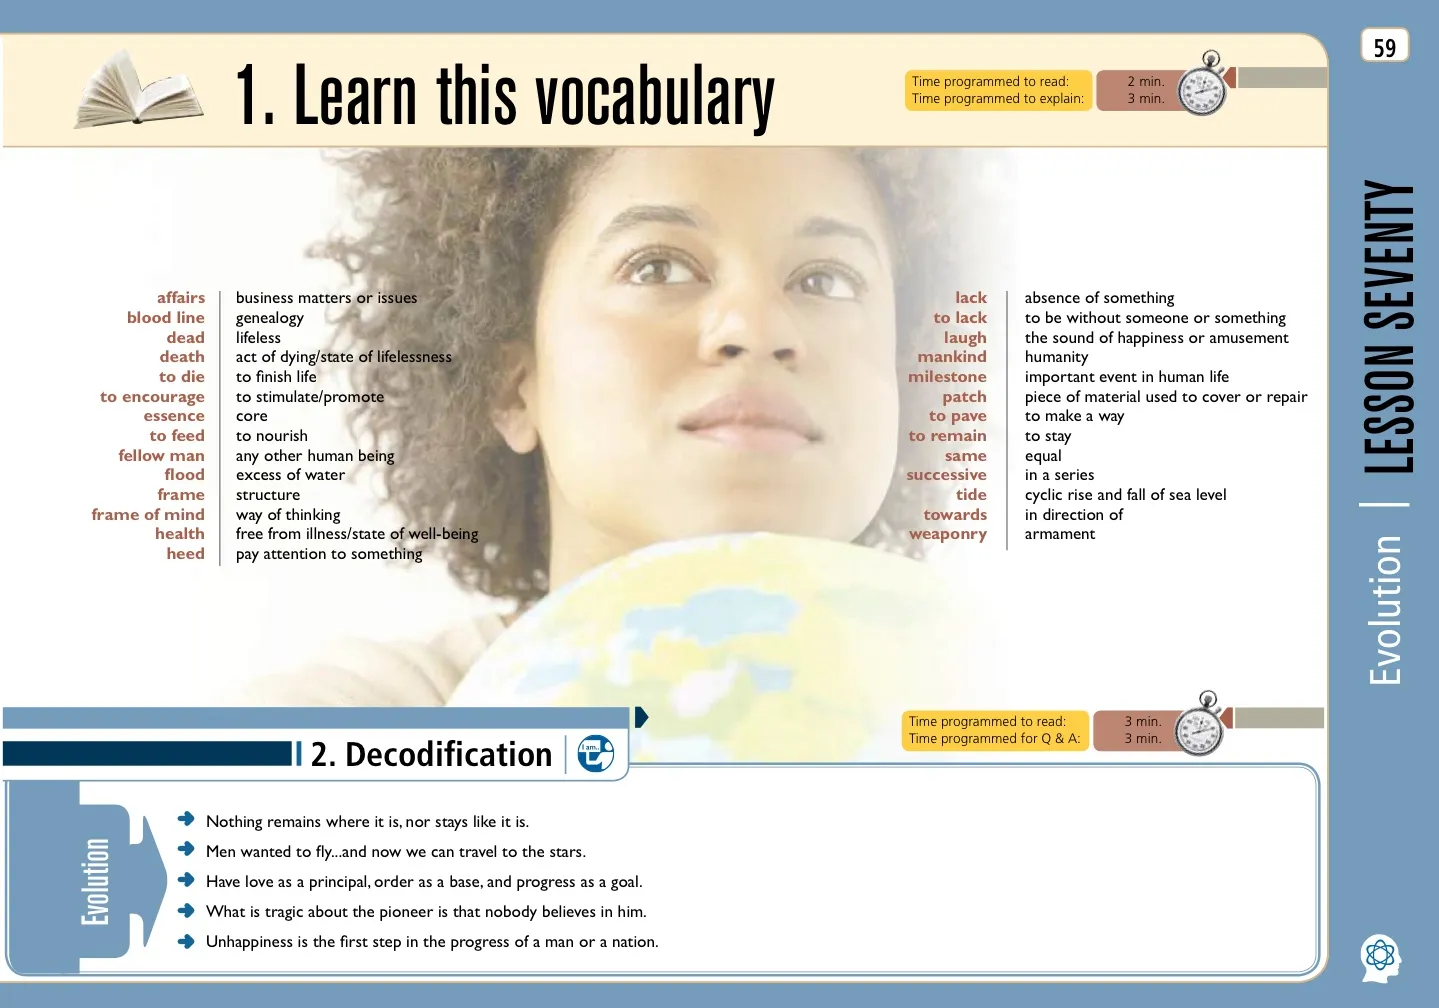 59
1. Learn this vocabulary
Time programmed to read: 2 min.
Time programmed to explain: 3 min.
LESSON SEVENTY
Evolution
affairs business matters or issues
blood line genealogy
dead lifeless
death act of dying/state of lifelessness
to die to finish life
to encourage to stimulate/promote
essence core
to feed to nourish
fellow man any other human being
flood excess of water
frame structure
frame of mind way of thinking
health free from illness/state of well-being
heed pay attention to something
lack absence of something
to lack to be without someone or something
laugh the sound of happiness or amusement
mankind humanity
milestone important event in human life
patch piece of material used to cover or repair
to pave to make a way
to remain to stay
same equal
successive in a series
tide cyclic rise and fall of sea level
towards in direction of
weaponry armament
2. Decodification
I am..
Time programmed to read: 3 min.
Time programmed for Q & A: 3 min.
Evolution
Nothing remains where it is, nor stays like it is.
Men wanted to fly...and now we can travel to the stars.
Have love as a principal, order as a base, and progress as a goal.
What is tragic about the pioneer is that nobody believes in him.
Unhappiness is the first step in the progress of a man or a nation.